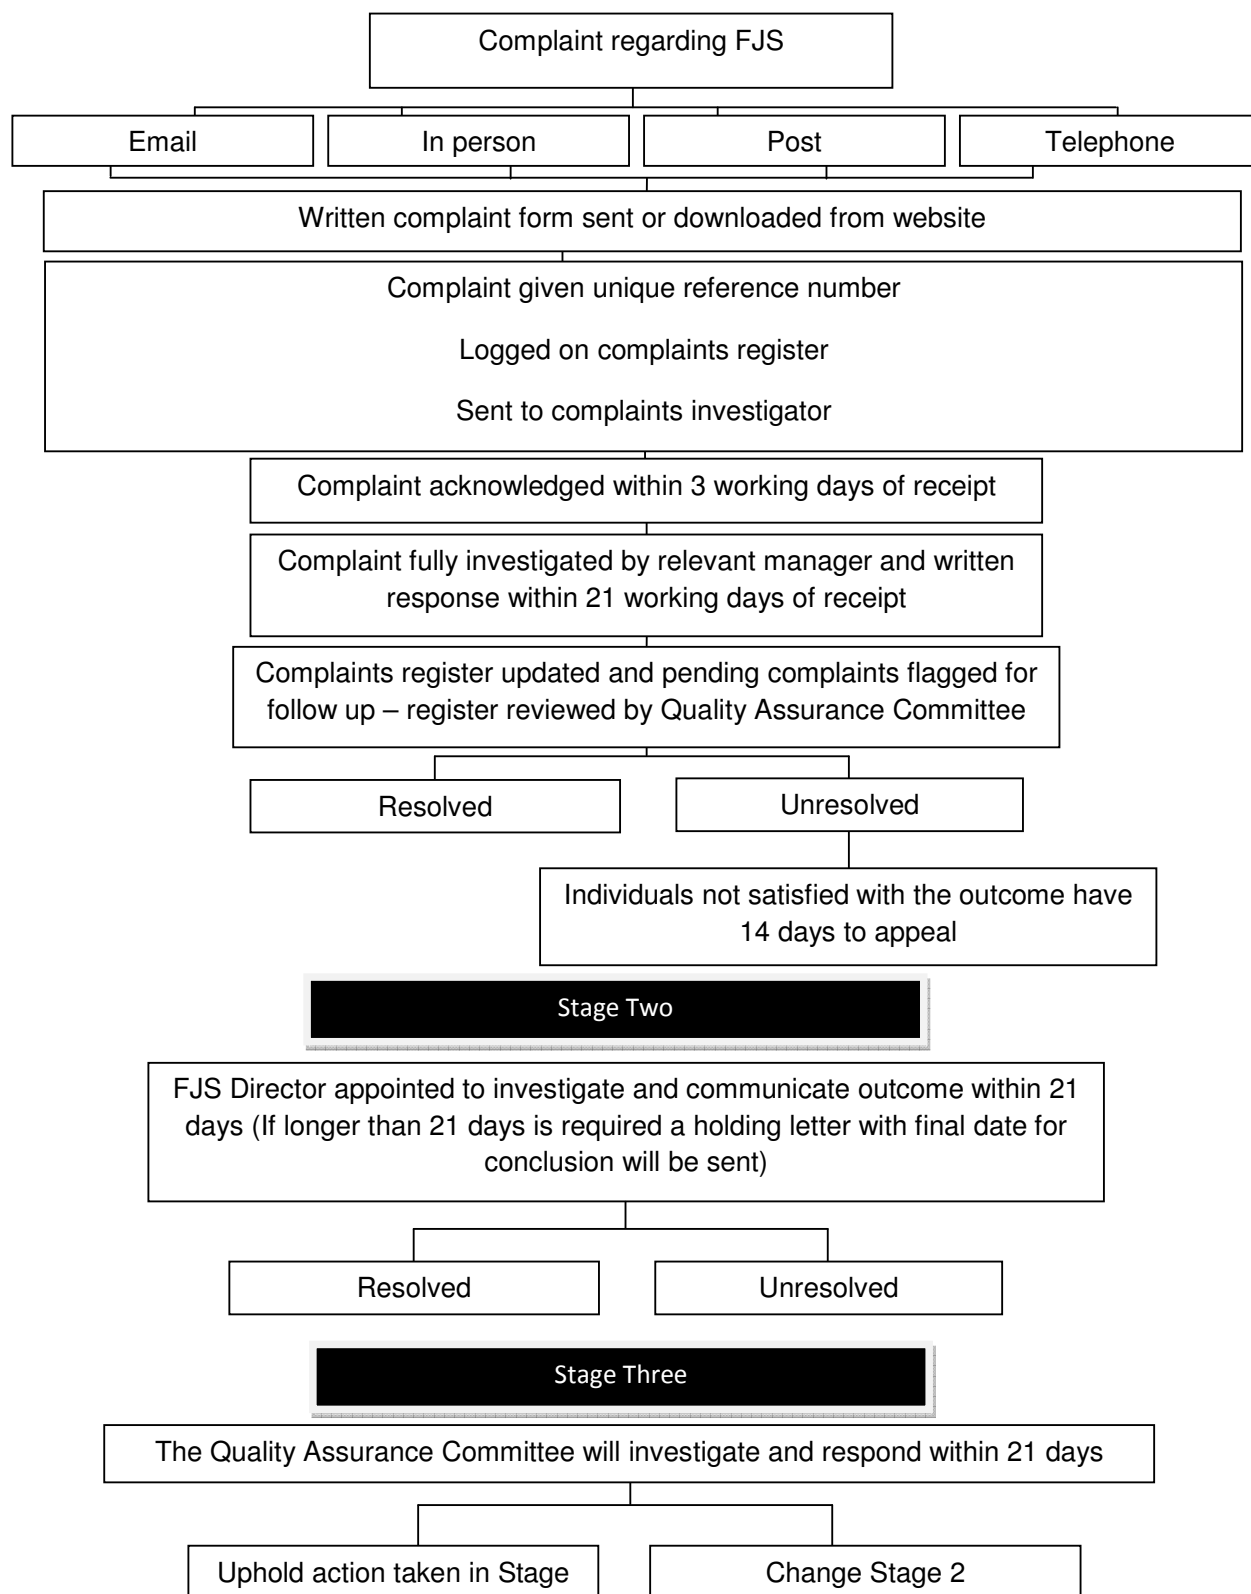 Complaint regarding FJS
Email
In person
Post
Telephone
Written complaint form sent or downloaded from website
Complaint given unique reference number
Logged on complaints register
Sent to complaints investigator
Complaint acknowledged within 3 working days of receipt
Complaint fully investigated by relevant manager and written
response within 21 working days of receipt
Complaints register updated and pending complaints flagged for
follow up – register reviewed by Quality Assurance Committee
Resolved
Unresolved
Individuals not satisfied with the outcome have
14 days to appeal
Stage Two
FJS Director appointed to investigate and communicate outcome within 21
days (If longer than 21 days is required a holding letter with final date for
conclusion will be sent)
Resolved
Unresolved
Stage Three
The Quality Assurance Committee will investigate and respond within 21 days
Uphold action taken in Stage
Change Stage 2